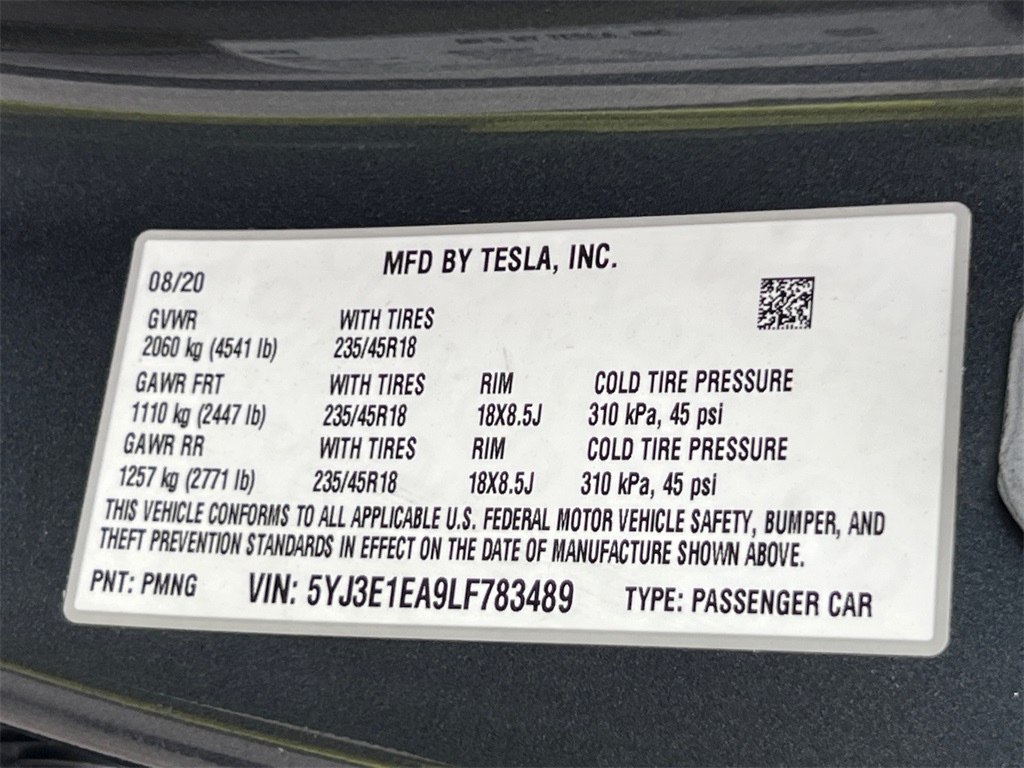 MFD BY TESLA, INC.
08/20
GVWR WITH TIRES
2060 kg (4541 lb) 235/45R18
GAWR FRT WITH TIRES RIM COLD TIRE PRESSURE
1110 kg (2447 lb) 235/45R18 18X8.5J 310 kPa, 45 psi
GAWR RR WITH TIRES RIM COLD TIRE PRESSURE
1257 kg (2771 lb) 235/45R18 18X8.5J 310 kPa, 45 psi
THIS VEHICLE CONFORMS TO ALL APPLICABLE U.S. FEDERAL MOTOR VEHICLE SAFETY, BUMPER, AND
THEFT PREVENTION STANDARDS IN EFFECT ON THE DATE OF MANUFACTURE SHOWN ABOVE.
PNT: PMNG VIN: 5YJ3E1EA9LF783489 TYPE: PASSENGER CAR